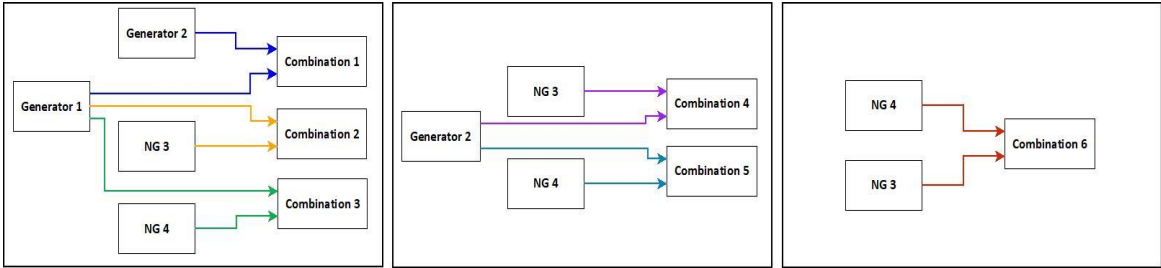 Generator 2
Combination 1
Generator 1
Combination 2
NG 3
Combination 3
NG 4
NG 3
Combination 4
Generator 2
Combination 5
NG 4
NG 4
Combination 6
NG 3